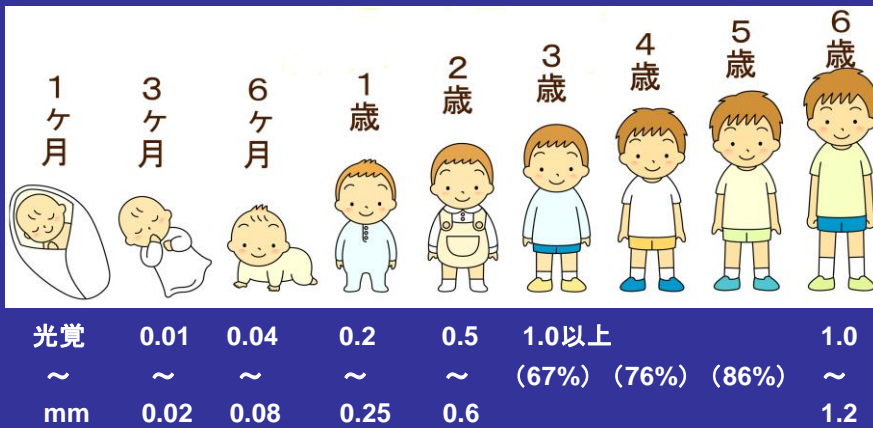 1ヶ月
3ヶ月
6ヶ月
1歳
2歳
3歳
4歳
5歳
6歳
光覚 0.01 0.04 0.2 0.5 1.0以上 1.0
～ ～ ～ ～ ～ （67%） （76%） （86%） ～
mm 0.02 0.08 0.25 0.6 1.2